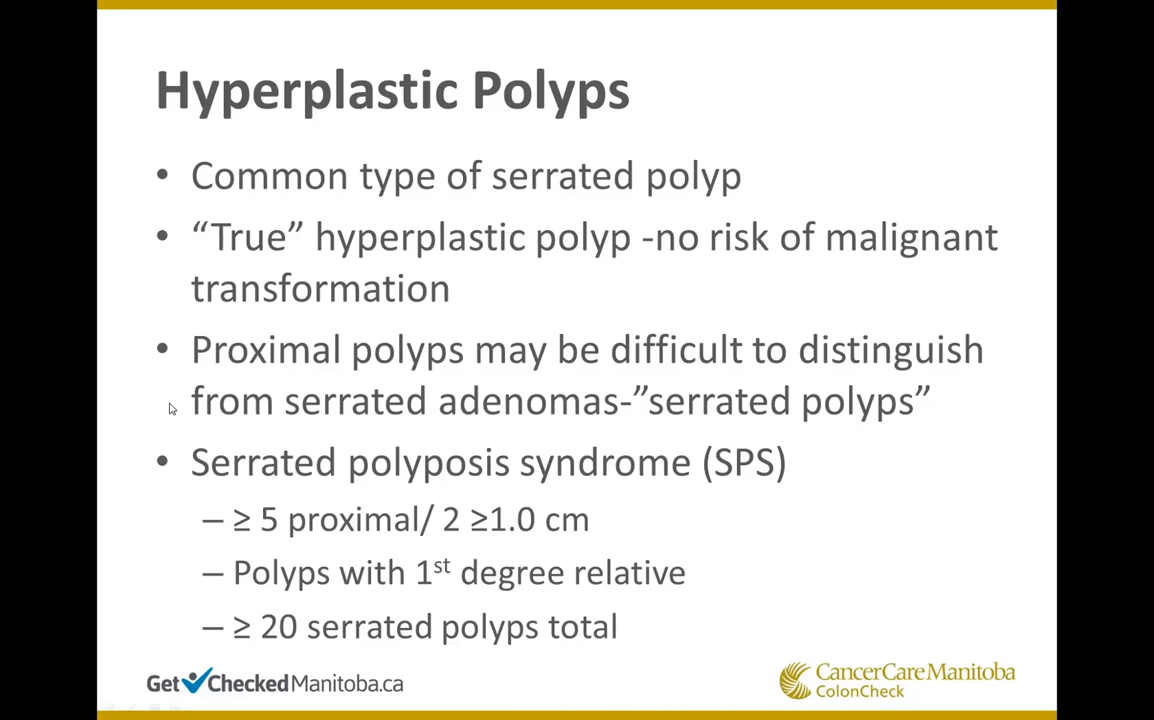 Hyperplastic Polyps
• Common type of serrated polyp
• “True” hyperplastic polyp -no risk of malignant
transformation
• Proximal polyps may be difficult to distinguish
from serrated adenomas-”serrated polyps”
• Serrated polyposis syndrome (SPS)
– ≥ 5 proximal/ 2 ≥1.0 cm
– Polyps with 1st degree relative
– ≥ 20 serrated polyps total
GetCheckedManitoba.ca
CancerCareManitoba
ColonCheck